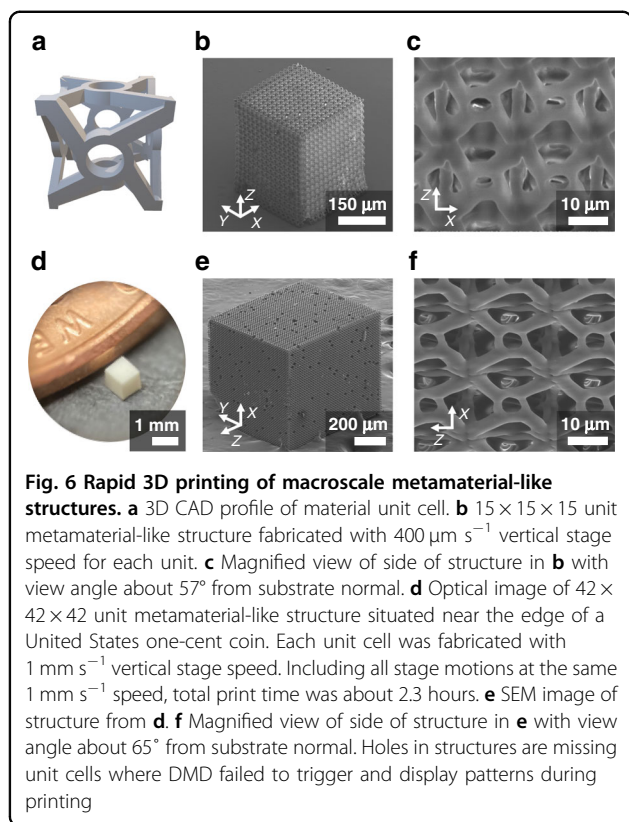 a
b
c
Z
Y
X
150 µm
Z
X
10 µm
d
e
f
W
E
1 mm
X
Y
Z
200 µm
X
Z
10 µm
Fig. 6 Rapid 3D printing of macroscale metamaterial-like
structures. a 3D CAD profile of material unit cell. b 15 × 15 × 15 unit
metamaterial-like structure fabricated with 400 µm s⁻¹ vertical stage
speed for each unit. c Magnified view of side of structure in b with
view angle about 57° from substrate normal. d Optical image of 42 ×
42 × 42 unit metamaterial-like structure situated near the edge of a
United States one-cent coin. Each unit cell was fabricated with
1 mm s⁻¹ vertical stage speed. Including all stage motions at the same
1 mm s⁻¹ speed, total print time was about 2.3 hours. e SEM image of
structure from d. f Magnified view of side of structure in e with view
angle about 65° from substrate normal. Holes in structures are missing
unit cells where DMD failed to trigger and display patterns during
printing